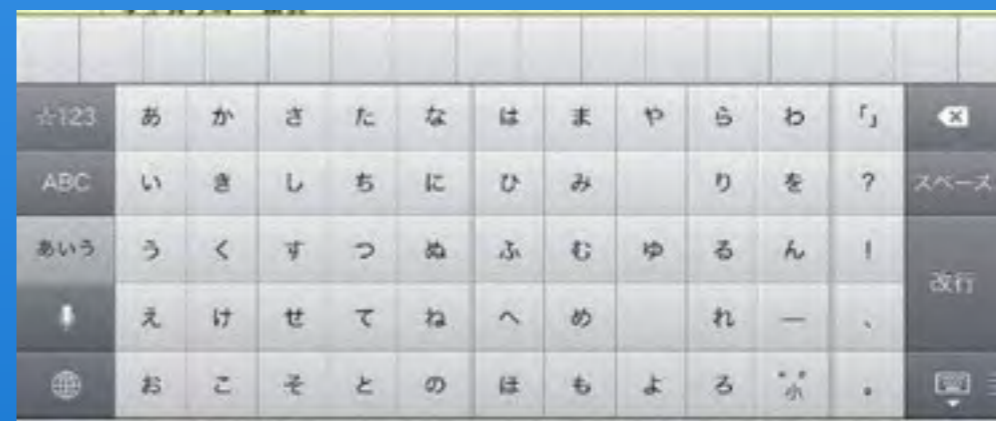 ☆123 あ か さ た な は ま や ら わ 「」
ABC い き し ち に ひ み り を ? スペース
あいう う く す つ ぬ ふ む ゆ る ん !
改行
え け せ て ね へ め れ ー 、
お こ そ と の ほ も よ ろ ゛゜小 。